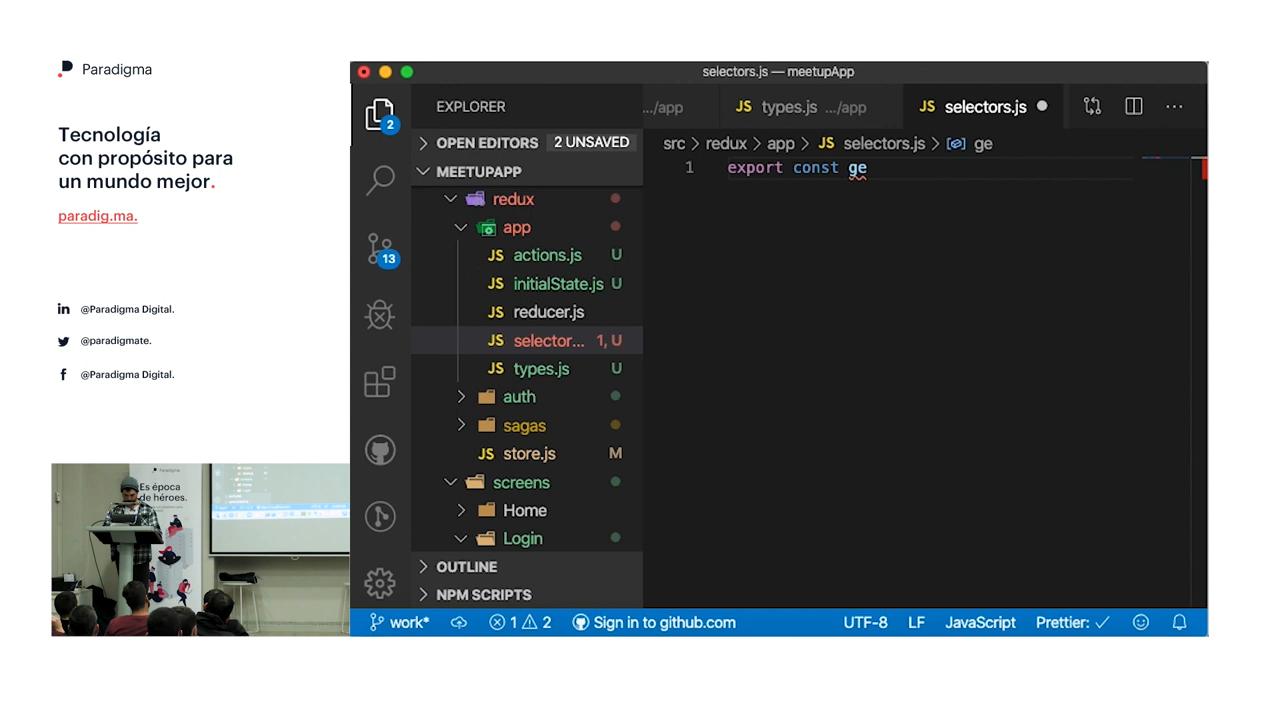 Paradigma
Tecnología
con propósito para
un mundo mejor.
paradig.ma.
in @Paradigma Digital.
@paradigmate.
f @Paradigma Digital.
Paradigma
Es época
de héroes.
selectors.js — meetupApp
2
13
EXPLORER
OPEN EDITORS 2 UNSAVED
MEETUPAPP
redux
app
JS actions.js U
JS initialState.js U
JS reducer.js
JS selector... 1, U
JS types.js U
auth
sagas
JS store.js M
screens
Home
Login
OUTLINE
NPM SCRIPTS
.../app JS types.js .../app JS selectors.js
src > redux > app > JS selectors.js > ge
1 export const ge
work* 1 2 Sign in to github.com UTF-8 LF JavaScript Prettier: ✓